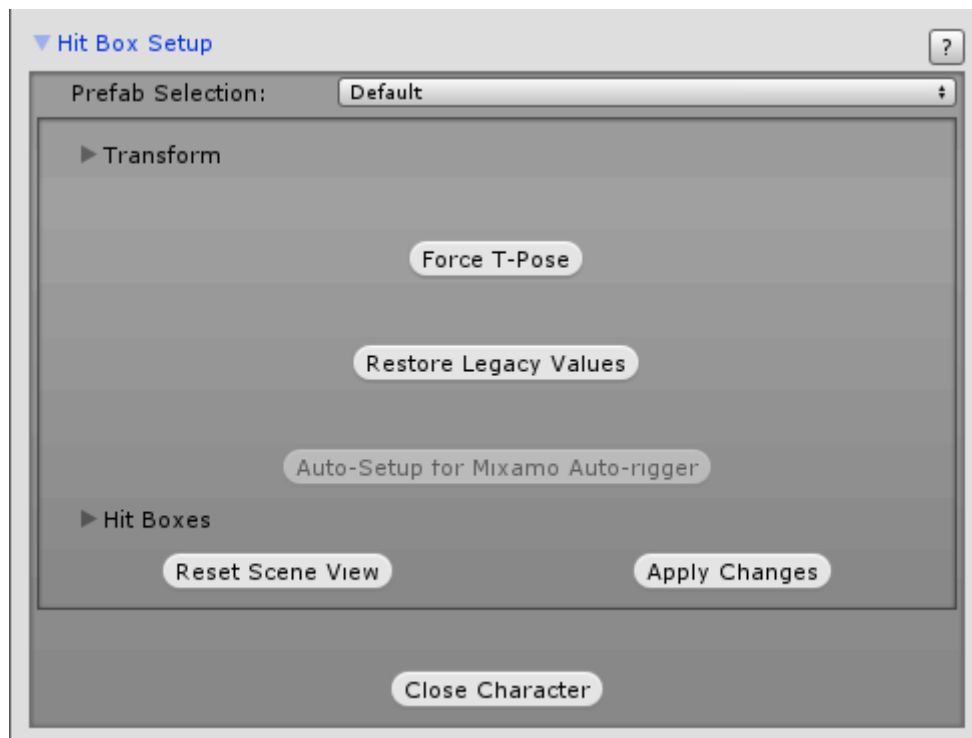 Hit Box Setup
?
Prefab Selection: Default
Transform
Force T-Pose
Restore Legacy Values
Auto-Setup for Mixamo Auto-rigger
Hit Boxes
Reset Scene View Apply Changes
Close Character